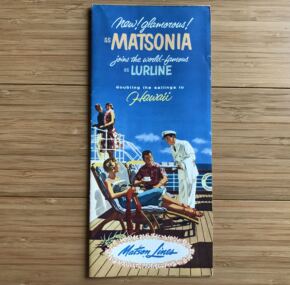 New! glamorous!
SS MATSONIA
joins the world-famous
SS LURLINE
doubling the sailings to
Hawaii
Matson Lines